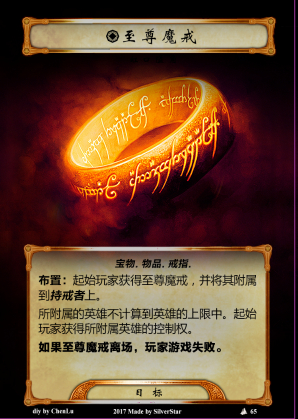 至尊魔戒
宝物. 物品. 戒指.
布置：起始玩家获得至尊魔戒，并将其附属
到持戒者上。
所附属的英雄不计算到英雄的上限中。起始
玩家获得所附属英雄的控制权。
如果至尊魔戒离场，玩家游戏失败。
目标
diy by ChenLu 2017 Made by SilverStar 65